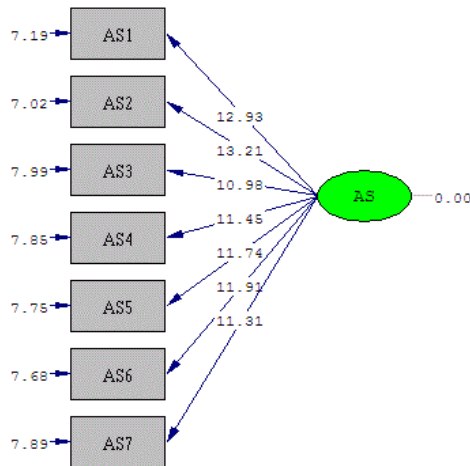 7.19 AS1
12.93
7.02 AS2
13.21
7.99 AS3
10.98
AS 0.00
7.85 AS4
11.45
11.74
7.75 AS5
11.91
11.31
7.68 AS6
7.89 AS7